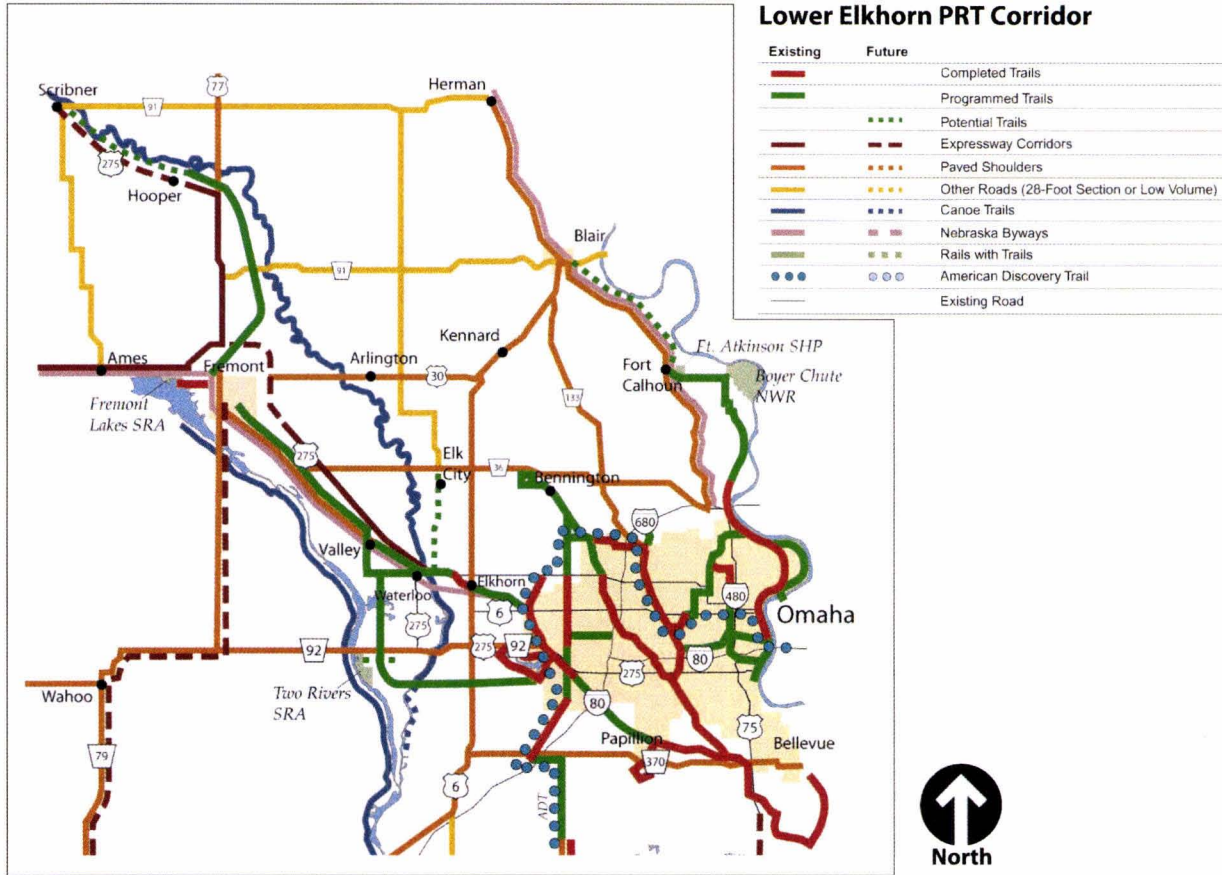 Lower Elkhorn PRT Corridor
Existing Future
Completed Trails
Programmed Trails
Potential Trails
Expressway Corridors
Paved Shoulders
Other Roads (28-Foot Section or Low Volume)
Canoe Trails
Nebraska Byways
Rails with Trails
American Discovery Trail
Existing Road
Scribner
91
77
Herman
275
Hooper
Blair
91
Ames
Fremont
Arlington
Kennard
30
133
Fort
Calhoun
Ft. Atkinson SHP
Boyer Chute
NWR
Fremont
Lakes SRA
275
Elk
City
36
Bennington
680
Valley
Waterloo
Elkhorn
6
275
480
Omaha
92
275
92
80
275
Wahoo
Two Rivers
SRA
80
75
79
Papillion
370
Bellevue
6
ADT
North